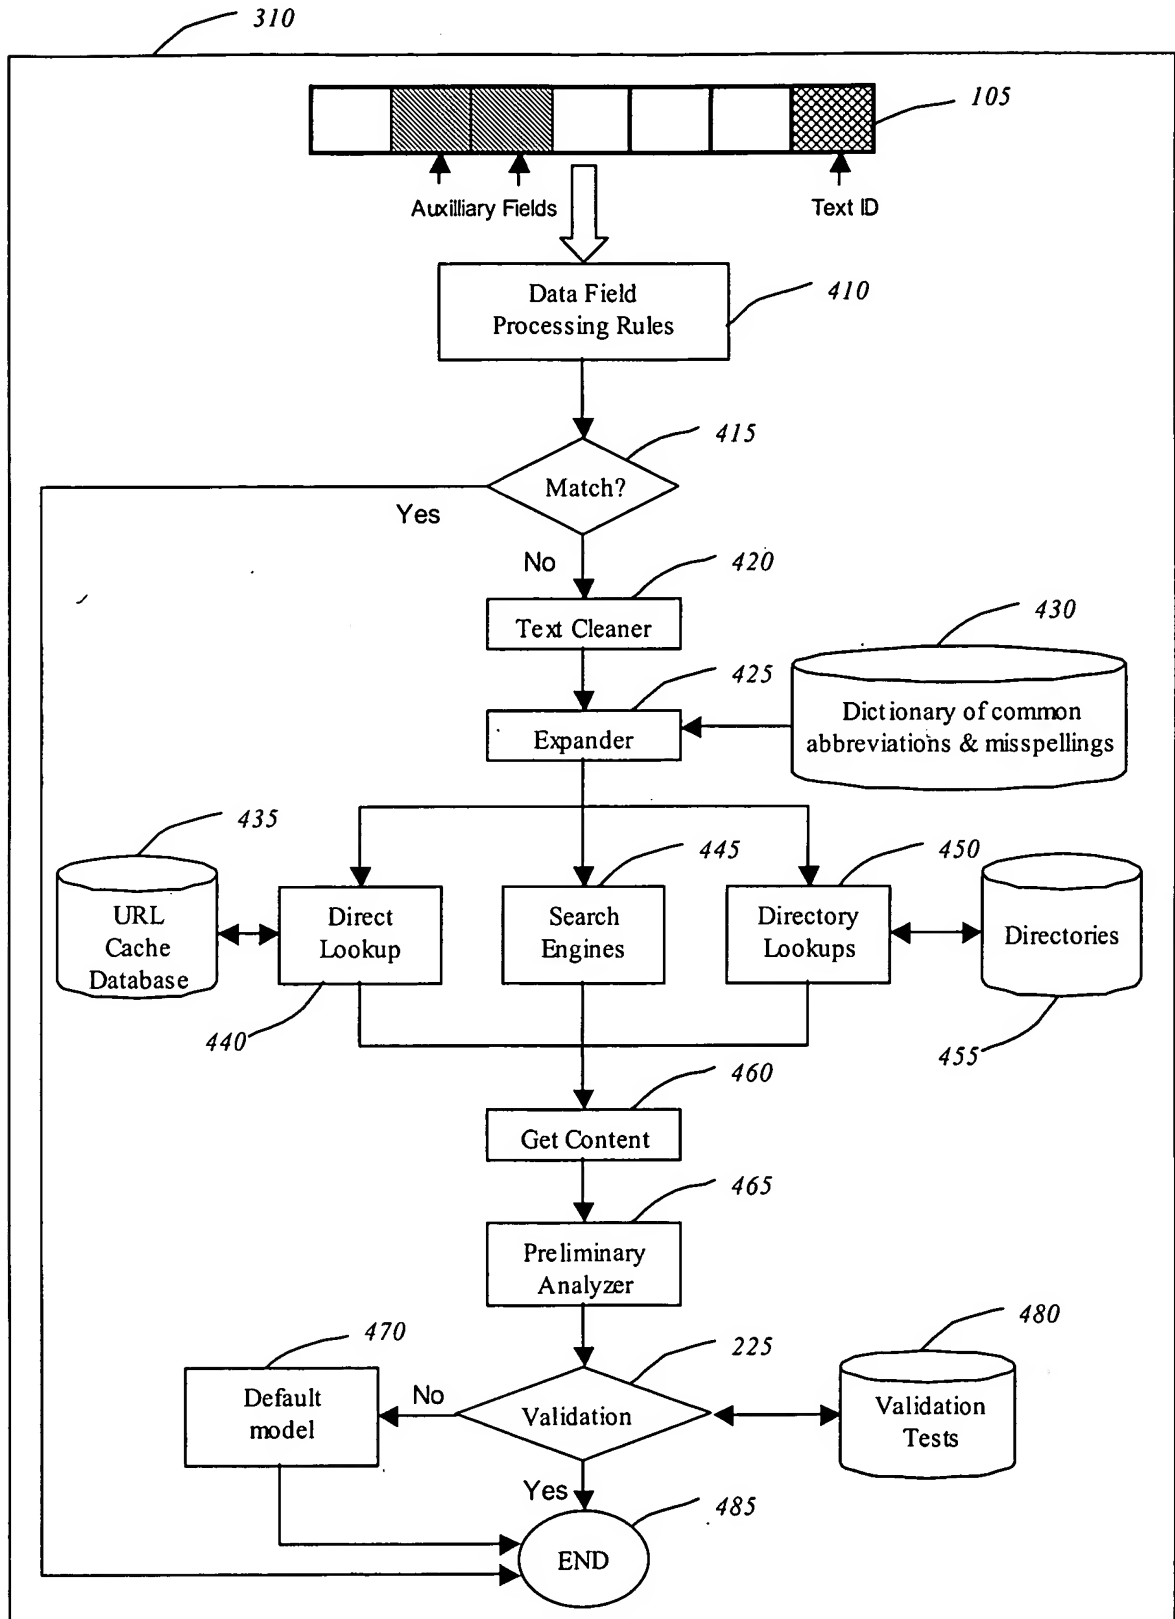 310
105
Auxilliary Fields
Text ID
Data Field
Processing Rules
410
415
Match?
Yes
No
420
Text Cleaner
430
425
Expander
Dictionary of common
abbreviations & misspellings
435
445
450
URL
Cache
Database
Direct
Lookup
Search
Engines
Directory
Lookups
Directories
440
455
460
Get Content
465
Preliminary
Analyzer
470
225
480
Default
model
No
Validation
Validation
Tests
Yes
485
END